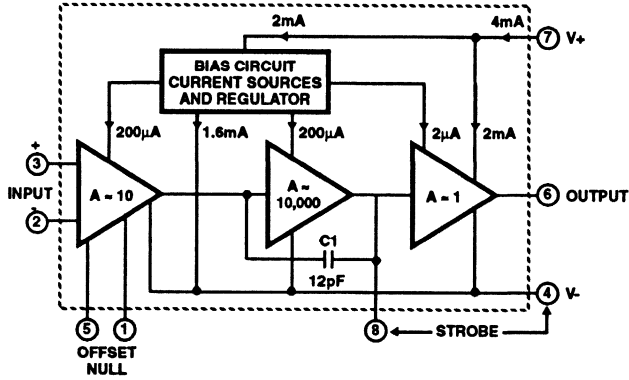 2mA
4mA
7 V+
BIAS CIRCUIT
CURRENT SOURCES
AND REGULATOR
200µA
1.6mA
200µA
2µA
2mA
+
3
INPUT
-
2
A ≈ 10
A ≈
10,000
A ≈ 1
6 OUTPUT
C1
12pF
4 V-
5
1
8
STROBE
OFFSET
NULL